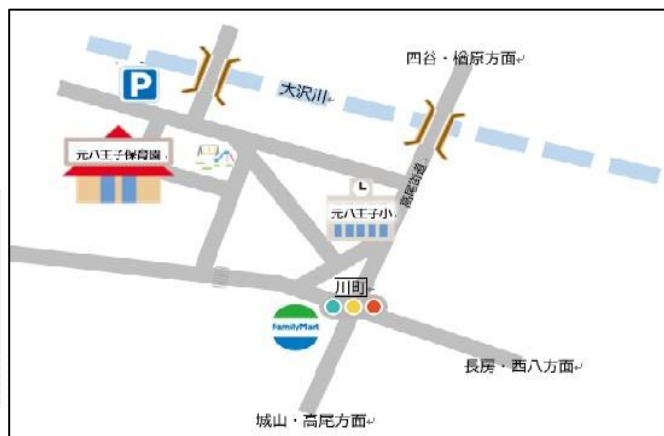 四谷・楢原方面
P
大沢川
元八王子保育園
高尾街道
元八王子小
川町
FamilyMart
長房・西八方面
城山・高尾方面